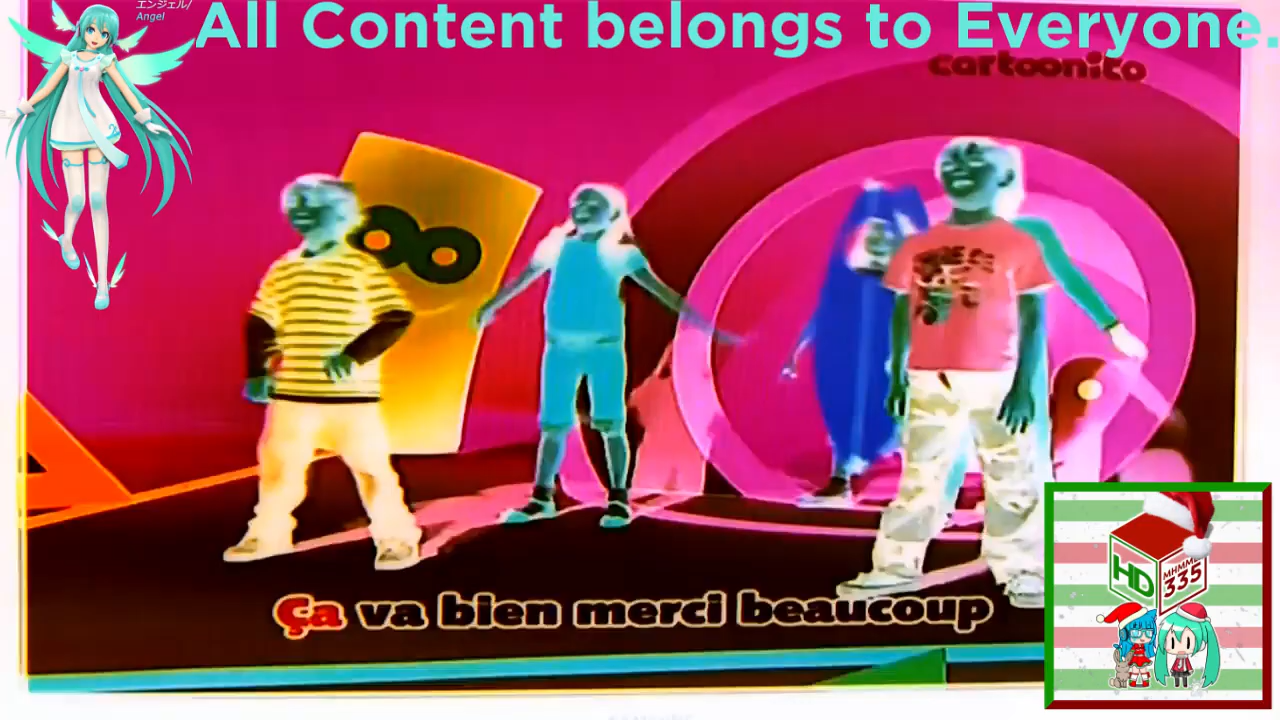 エンジェル/
Angel
All Content belongs to Everyone.
cartoonito
Ça va bien merci beaucoup
HD
MHMML
335